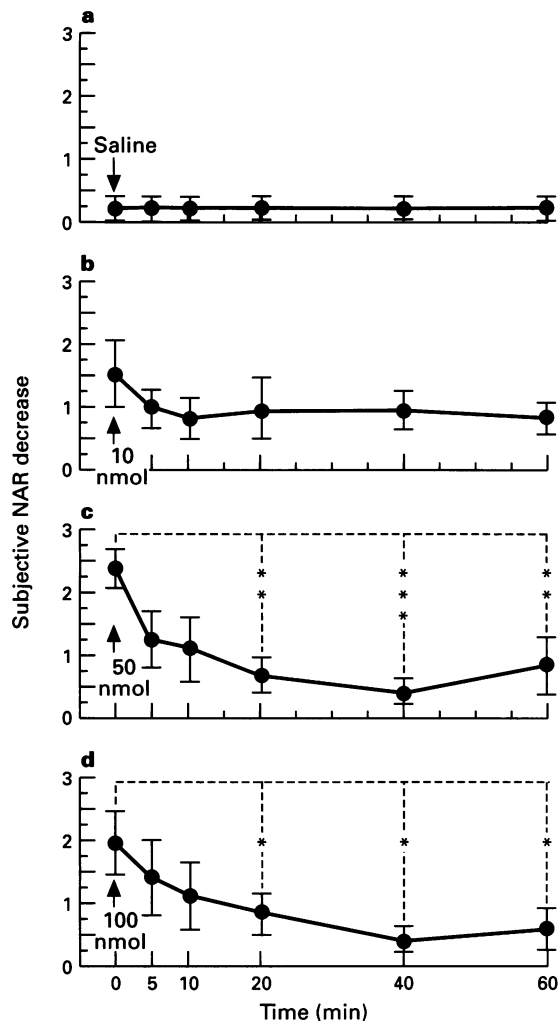 a
3
2
Saline
1
0
b
3
2
1
10
nmol
0
Subjective NAR decrease
c
3
* * * * * * *
2
1
50
nmol
0
d
3
2
* * *
1
100
nmol
0
0 5 10 20 40 60
Time (min)